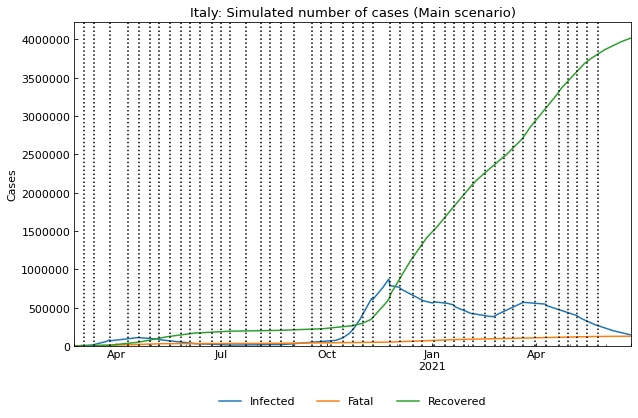 Italy: Simulated number of cases (Main scenario)
4000000
3500000
3000000
2500000
2000000
1500000
1000000
500000
0
Cases
Apr Jul Oct Jan Apr
2021
Infected Fatal Recovered